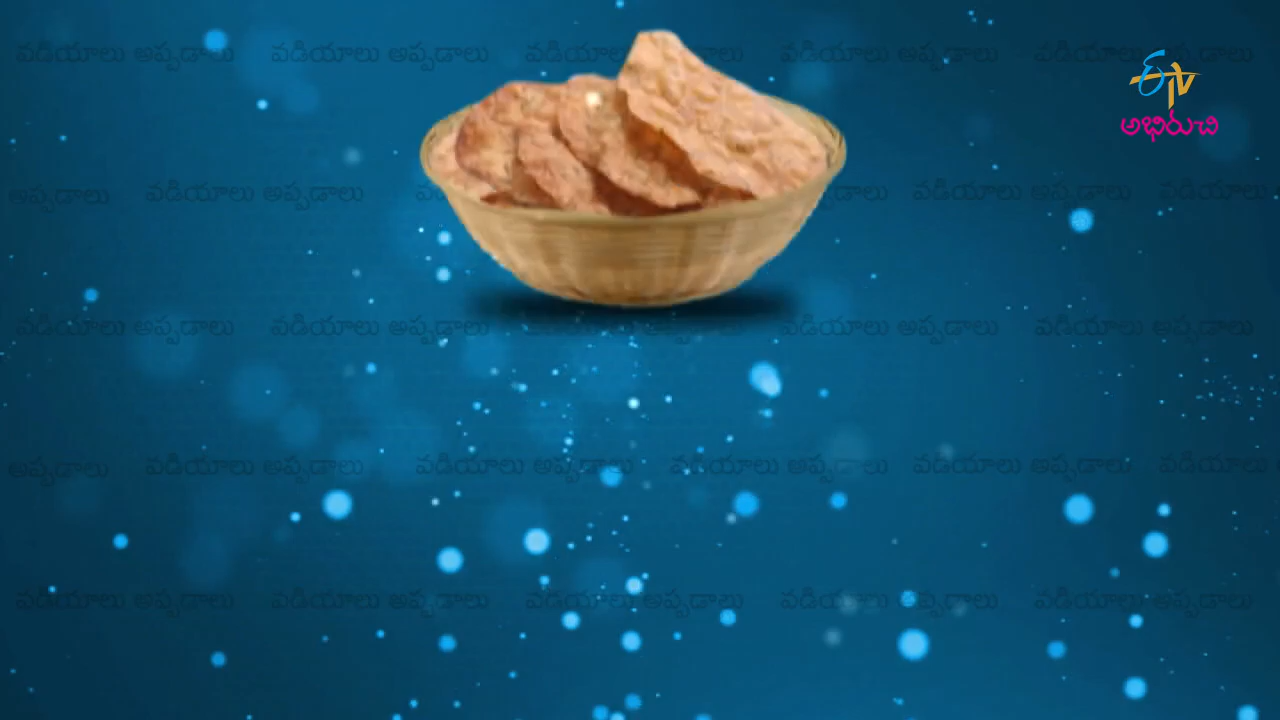 వడియాలు అప్పడాలు వడియాలు అప్పడాలు వడియాలు అప్పడాలు వడియాలు అప్పడాలు
ఈtv
అభిరుచి
అప్పడాలు వడియాలు అప్పడాలు వడియాలు అప్పడాలు వడియాలు
వడియాలు అప్పడాలు వడియాలు అప్పడాలు వడియాలు అప్పడాలు వడియాలు అప్పడాలు
అప్పడాలు వడియాలు అప్పడాలు వడియాలు అప్పడాలు వడియాలు అప్పడాలు వడియాలు అప్పడాలు వడియాలు
వడియాలు అప్పడాలు వడియాలు అప్పడాలు వడియాలు అప్పడాలు వడియాలు అప్పడాలు వడియాలు అప్పడాలు